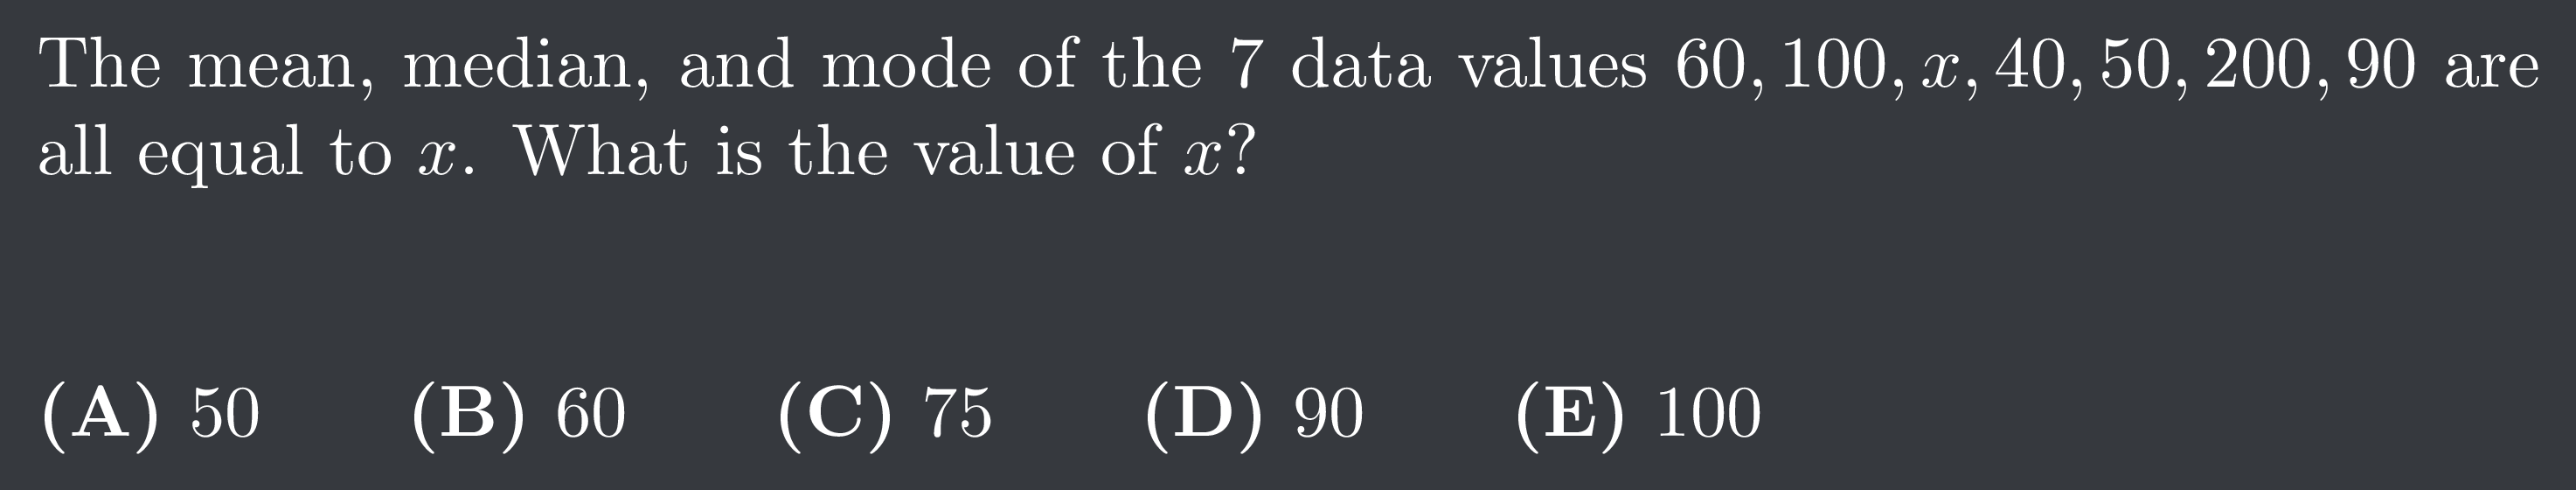 The mean, median, and mode of the 7 data values 60, 100, x, 40, 50, 200, 90 are
all equal to x. What is the value of x?
(A) 50 (B) 60 (C) 75 (D) 90 (E) 100